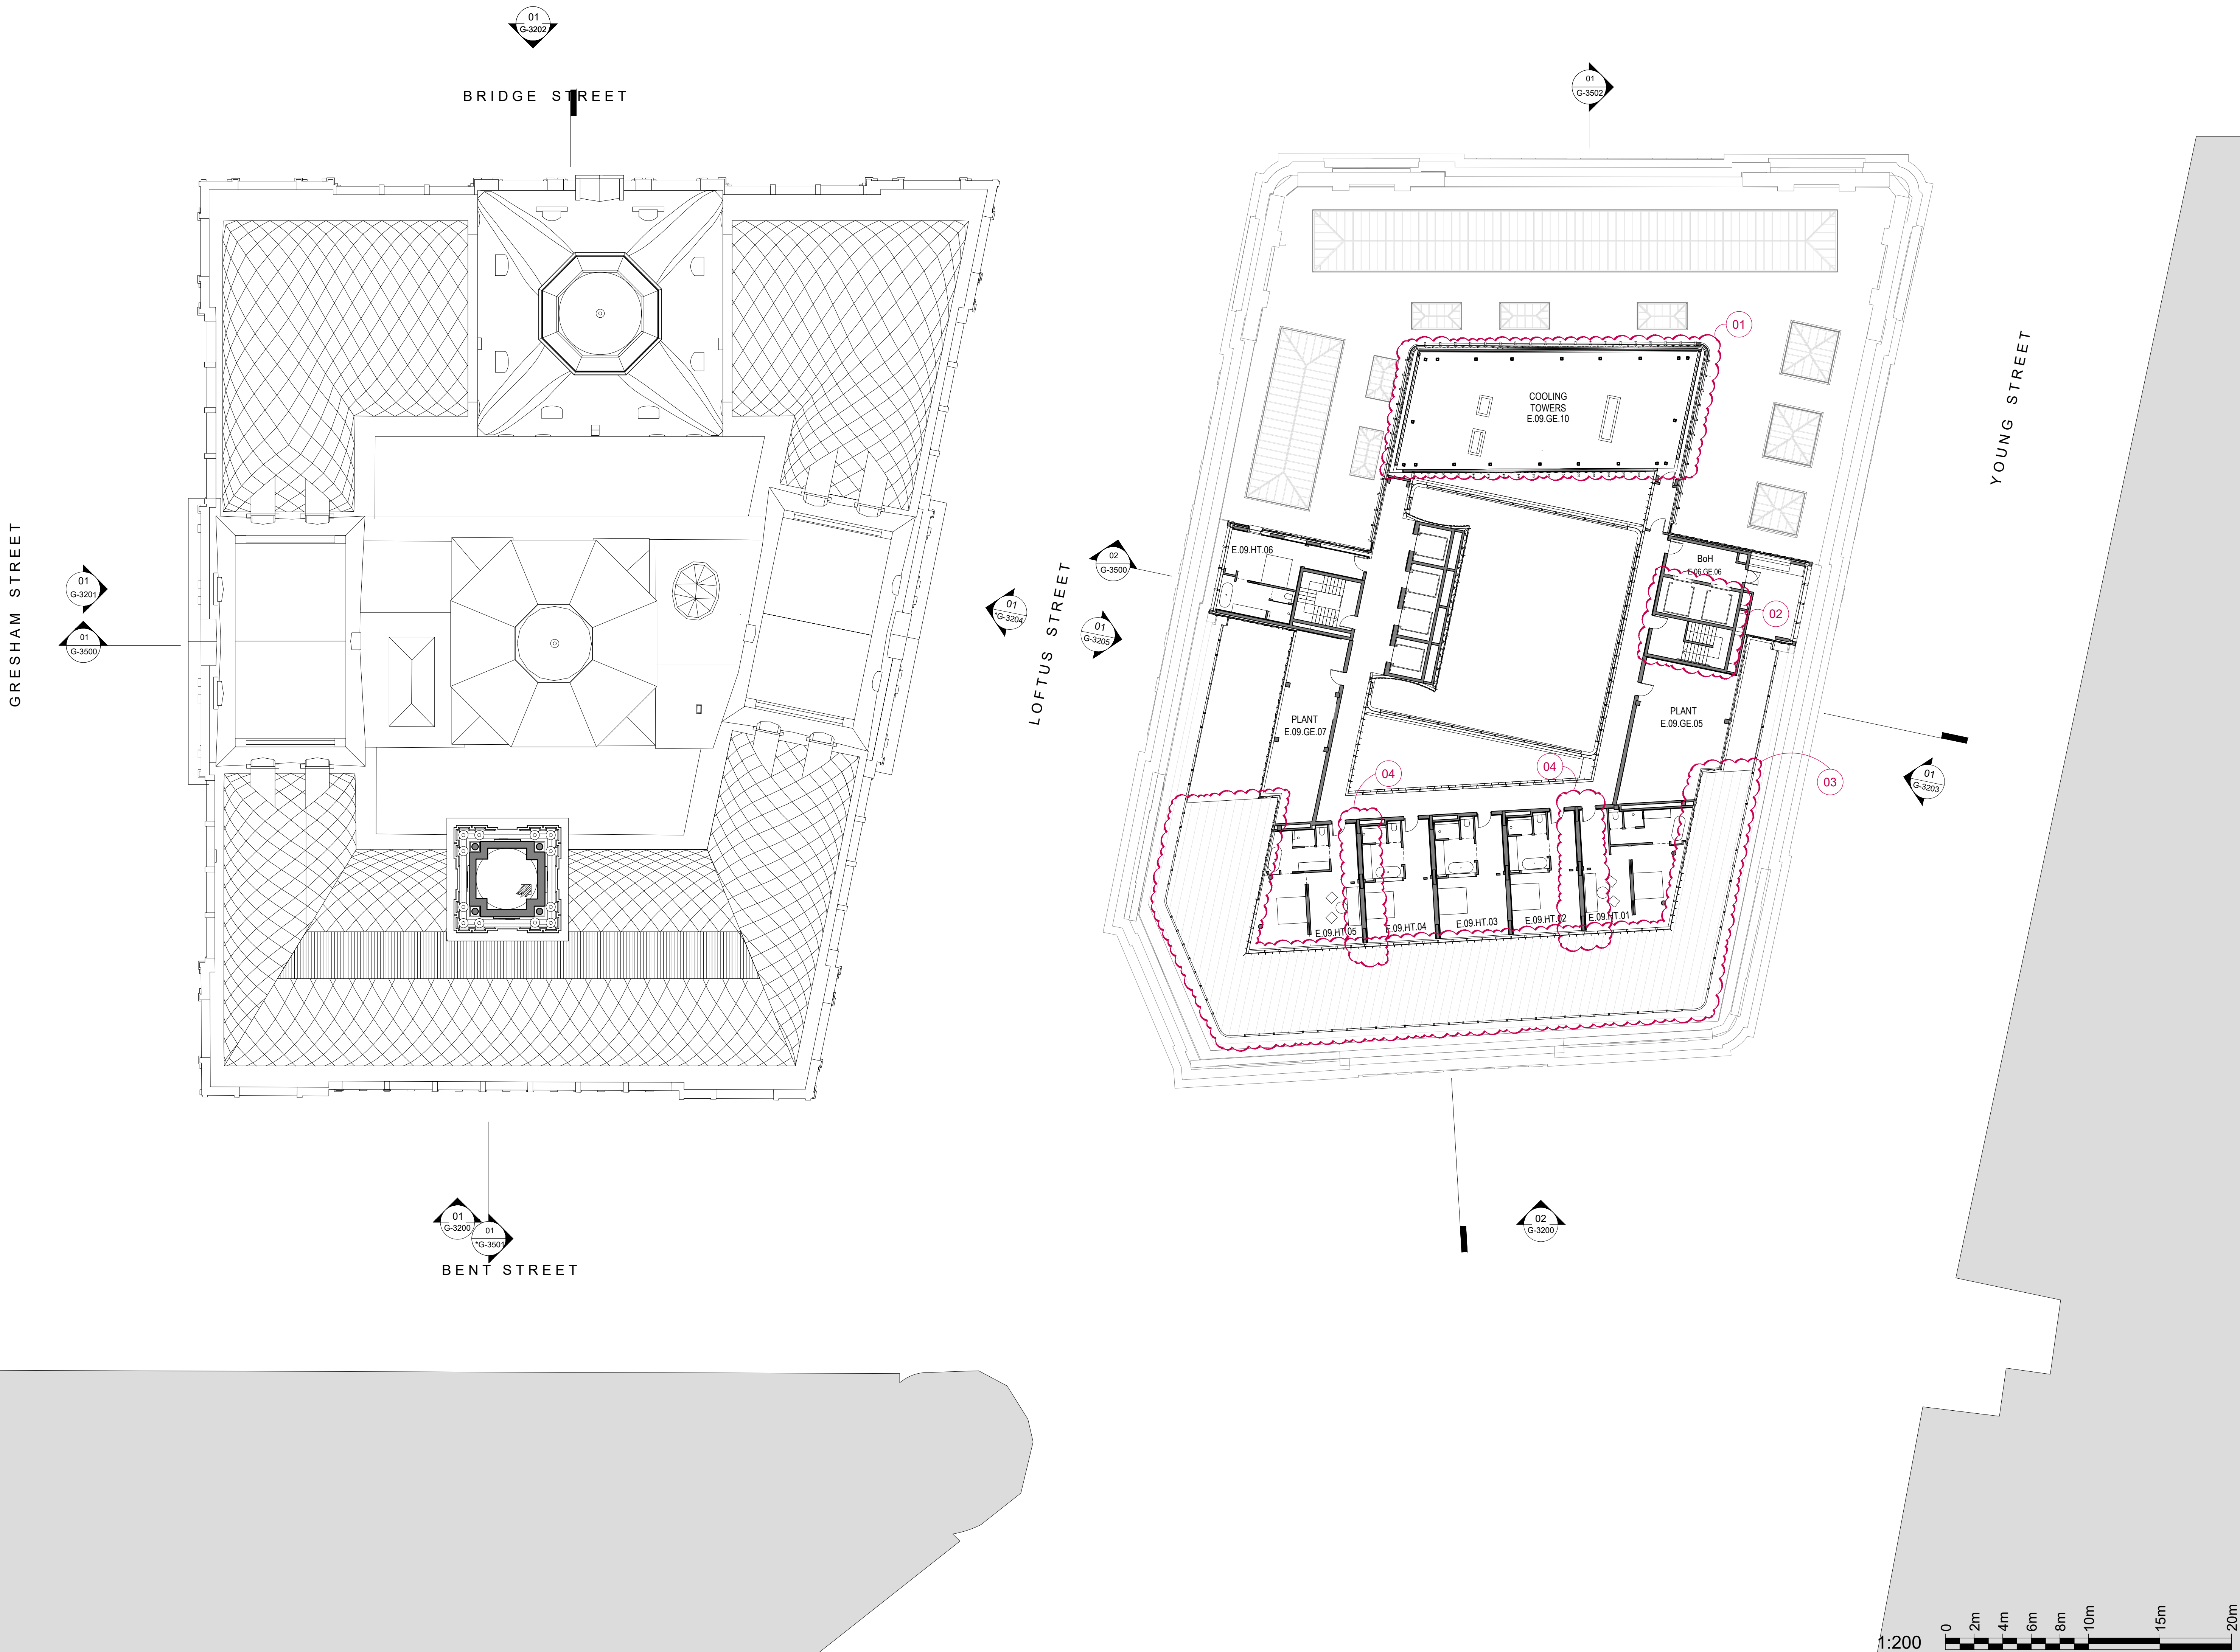 01
G-3202
BRIDGE STREET
01
G-3502
01
COOLING
TOWERS
E.09.GE.10
YOUNG STREET
GRESHAM STREET
01
G-3201
01
G-3500
01
*G-3204
LOFTUS STREET
02
G-3500
01
G-3205
E.09.HT.06
BoH
E.06.GE.06
02
PLANT
E.09.GE.07
PLANT
E.09.GE.05
04
04
03
01
G-3203
E.09.HT.05
E.09.HT.04
E.09.HT.03
E.09.HT.02
E.09.HT.01
01
G-3200
01
*G-3501
02
G-3200
BENT STREET
1:200
0
2m
4m
6m
8m
10m
15m
20m